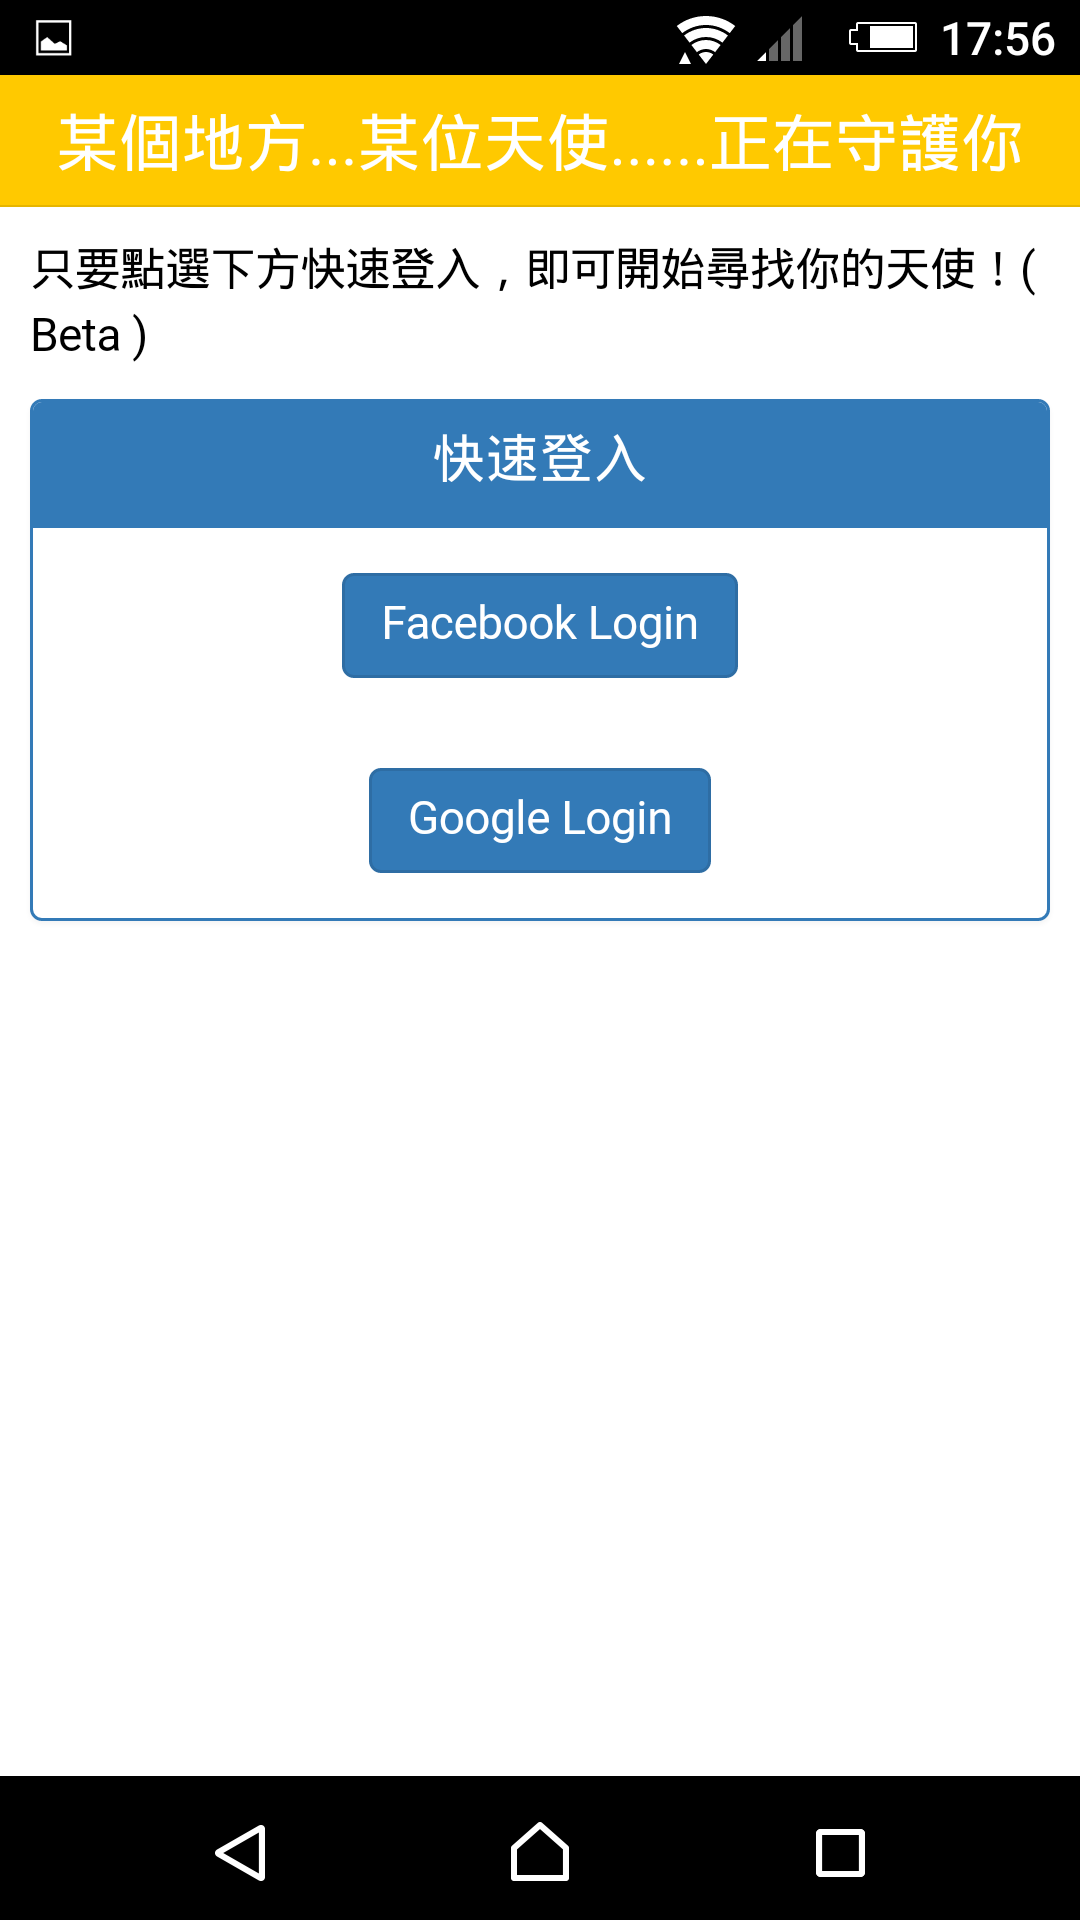 17:56
某個地方...某位天使......正在守護你
只要點選下方快速登入，即可開始尋找你的天使！(
Beta )
快速登入
Facebook Login
Google Login